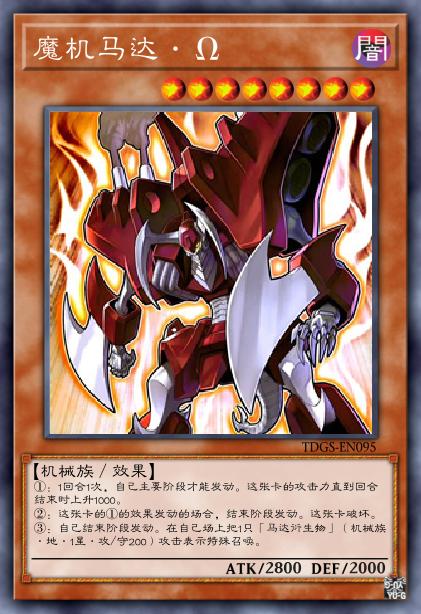 魔机马达·Ω
闇
TDGS-EN095
【机械族／效果】
①：1回合1次，自己主要阶段才能发动。这张卡的攻击力直到回合
结束时上升1000。
②：这张卡的①的效果发动的场合，结束阶段发动。这张卡破坏。
③：自己结束阶段发动。在自己场上把1只「马达衍生物」（机械族
·地·1星·攻/守200）攻击表示特殊召唤。
ATK/2800 DEF/2000